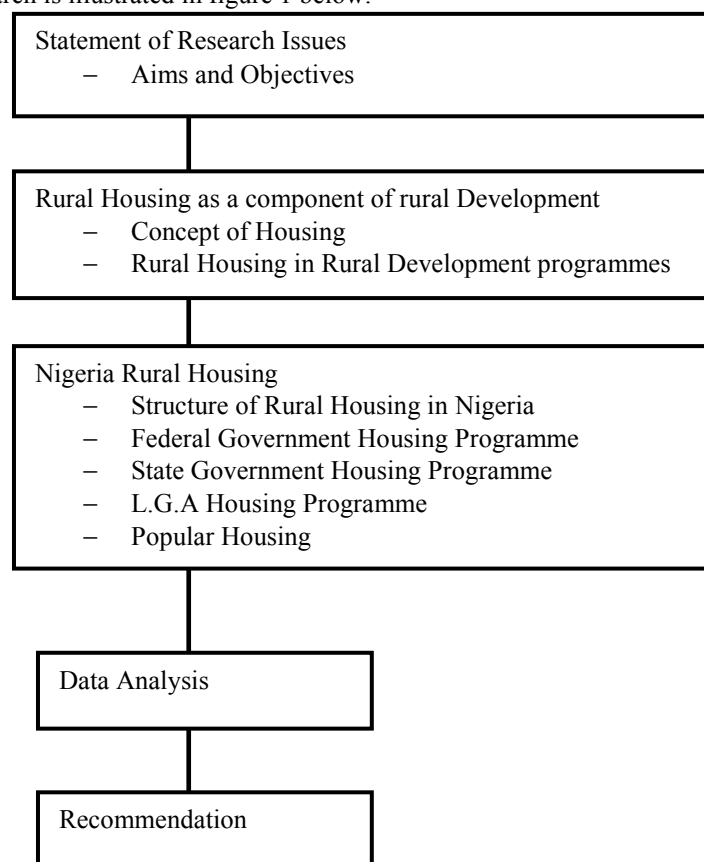 is illustrated in figure 1 below.
Statement of Research Issues
– Aims and Objectives
Rural Housing as a component of rural Development
– Concept of Housing
– Rural Housing in Rural Development programmes
Nigeria Rural Housing
– Structure of Rural Housing in Nigeria
– Federal Government Housing Programme
– State Government Housing Programme
– L.G.A Housing Programme
– Popular Housing
Data Analysis
Recommendation